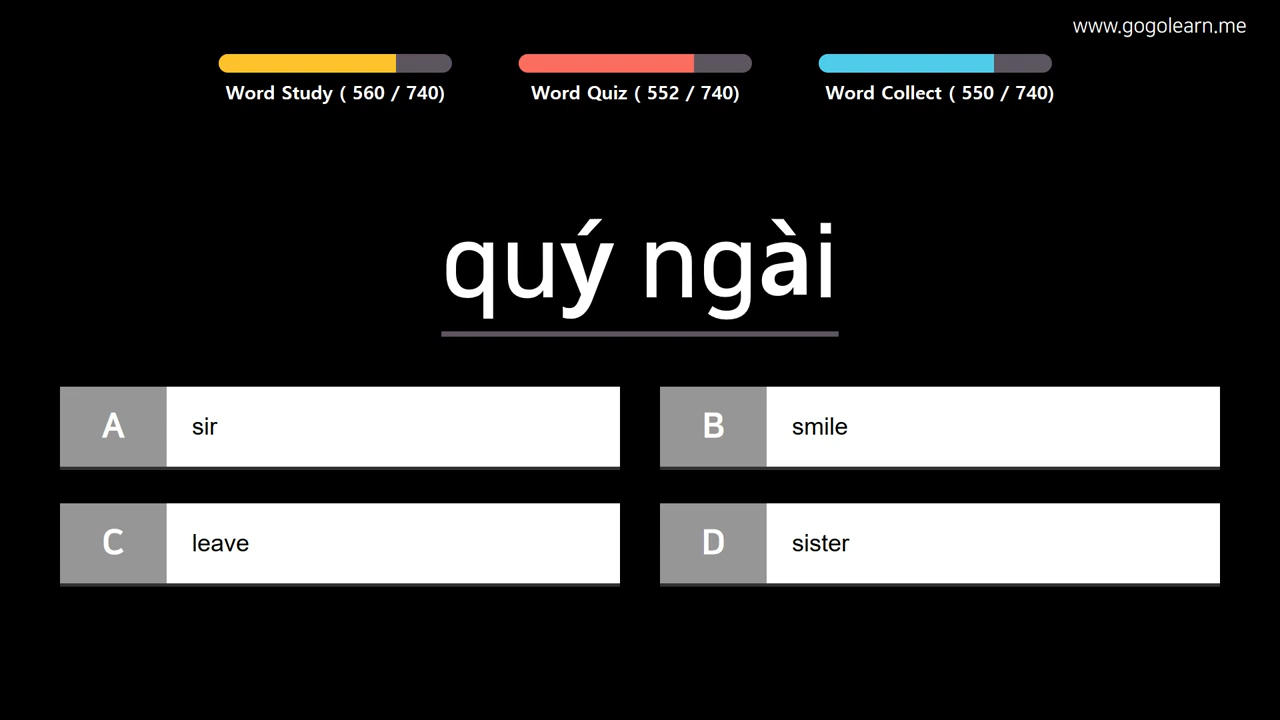 www.gogolearn.me
Word Study ( 560 / 740)
Word Quiz ( 552 / 740)
Word Collect ( 550 / 740)
quý ngài
A sir
B smile
C leave
D sister